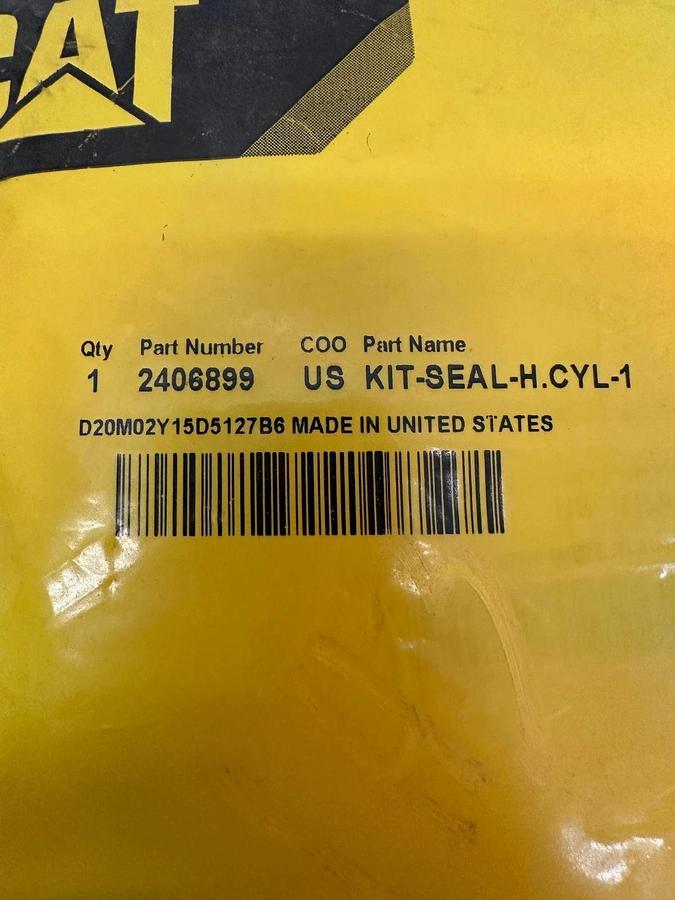 CAT
Qty Part Number COO Part Name
1 2406899 US KIT-SEAL-H.CYL-1
D20M02Y15D5127B6 MADE IN UNITED STATES